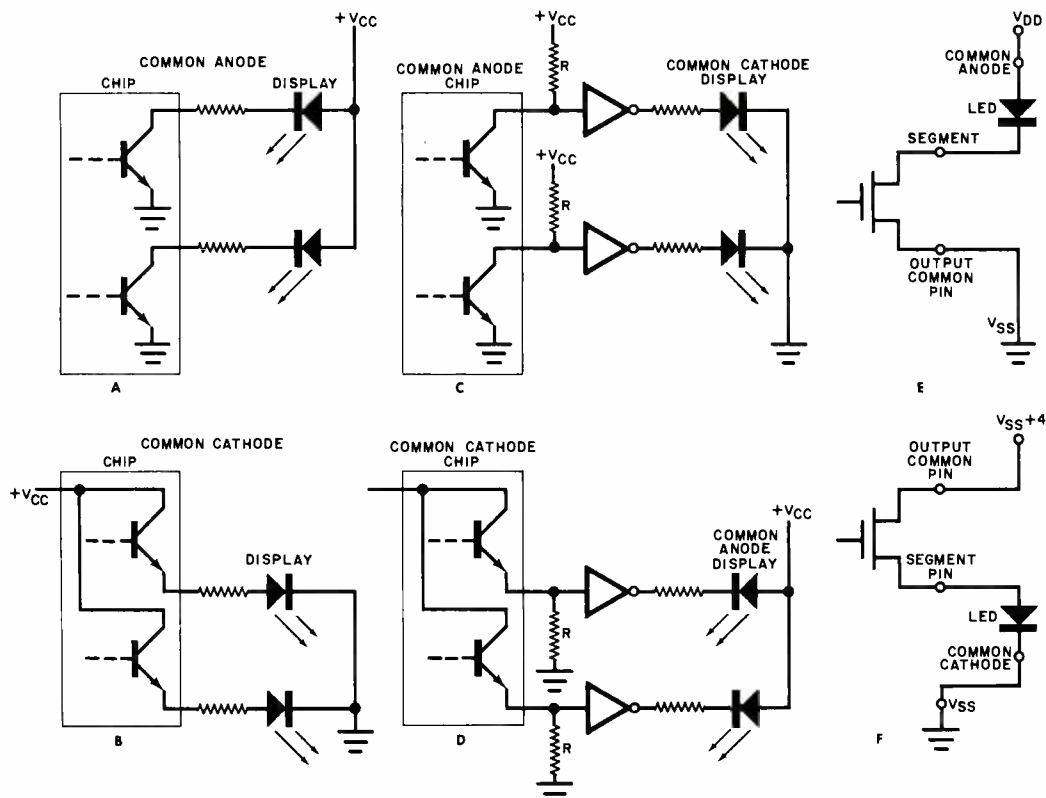 +VCC
COMMON ANODE
CHIP
DISPLAY
A
+VCC
COMMON ANODE
CHIP
R
COMMON CATHODE
DISPLAY
+VCC
R
C
VDD
COMMON
ANODE
LED
SEGMENT
OUTPUT
COMMON
PIN
VSS
E
COMMON CATHODE
CHIP
+VCC
DISPLAY
B
COMMON CATHODE
CHIP
+VCC
COMMON
ANODE
DISPLAY
R
R
D
VSS+4
OUTPUT
COMMON
PIN
SEGMENT
PIN
LED
COMMON
CATHODE
VSS
F